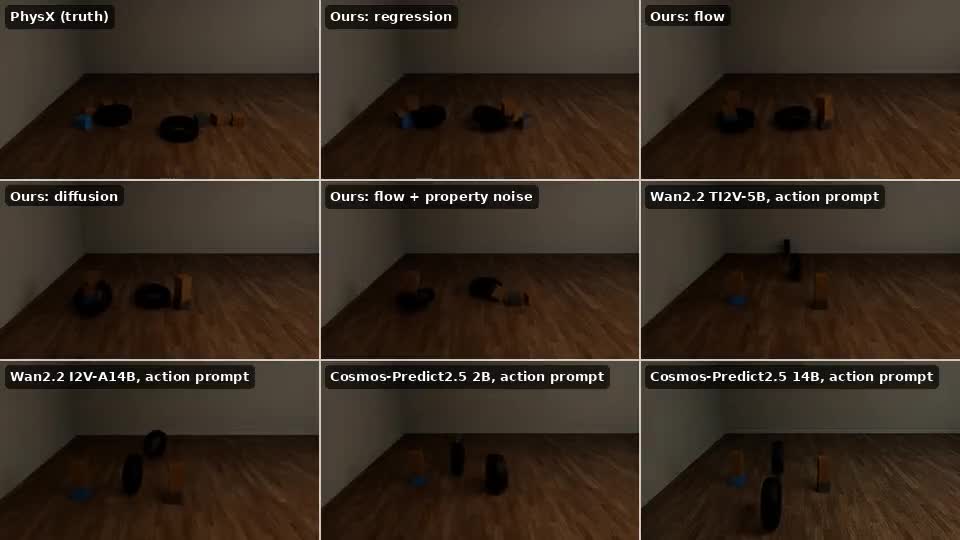 PhysX (truth)
Ours: regression
Ours: flow
Ours: diffusion
Ours: flow + property noise
Wan2.2 TI2V-5B, action prompt
Wan2.2 I2V-A14B, action prompt
Cosmos-Predict2.5 2B, action prompt
Cosmos-Predict2.5 14B, action prompt